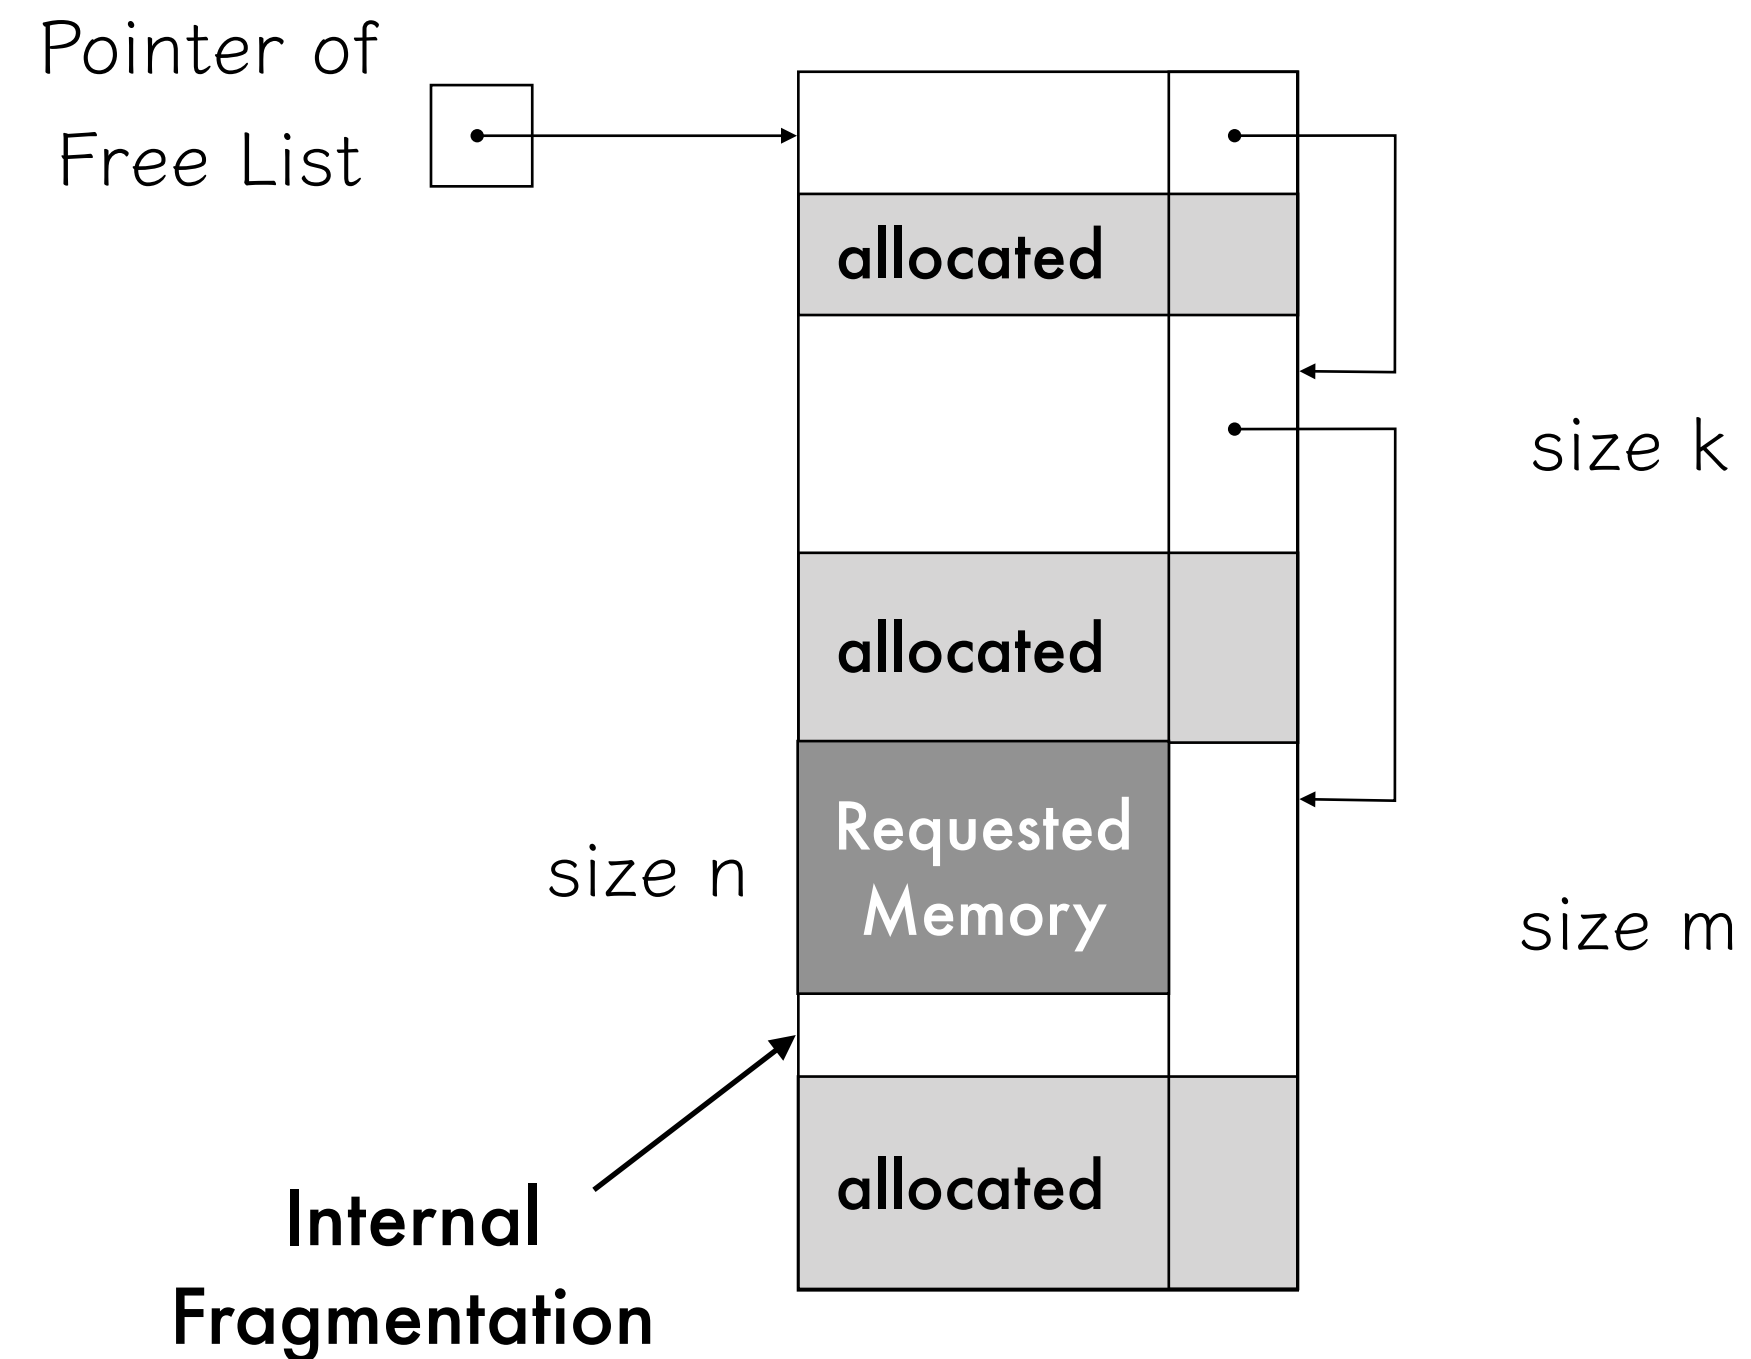 Pointer of
Free List
allocated
size k
allocated
Requested
Memory
size n
size m
allocated
Internal
Fragmentation